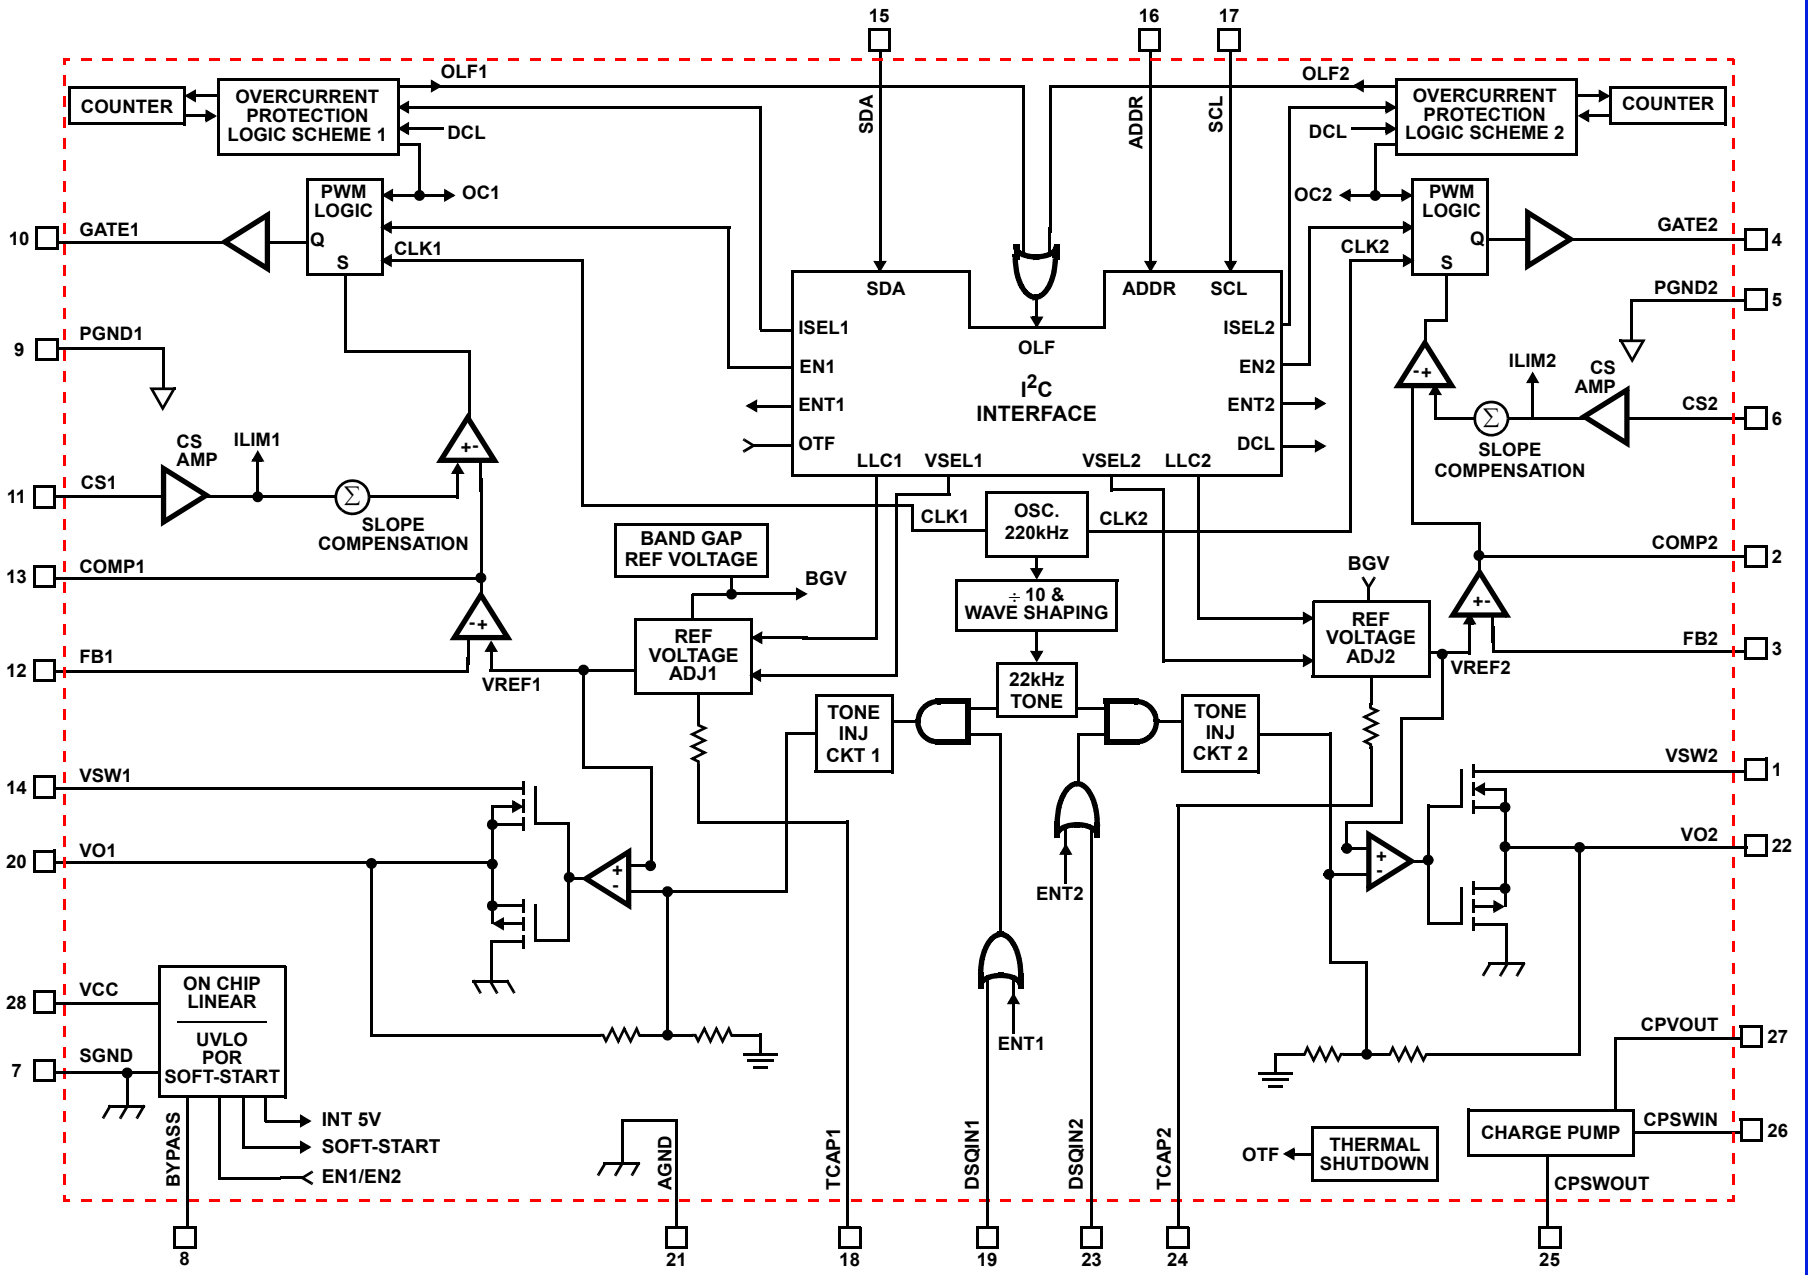 15
16
17
OLF1
OLF2
COUNTER
OVERCURRENT
PROTECTION
LOGIC SCHEME 1
DCL
SDA
ADDR
SCL
DCL
OVERCURRENT
PROTECTION
LOGIC SCHEME 2
COUNTER
PWM
LOGIC
Q
S
OC1
CLK1
OC2
CLK2
PWM
LOGIC
Q
S
10
GATE1
GATE2
4
SDA
ADDR
SCL
PGND2
5
ISEL1
OLF
ISEL2
9
PGND1
EN1
I2C
INTERFACE
EN2
ENT1
ENT2
OTF
DCL
LLC1
VSEL1
VSEL2
LLC2
-+
ILIM2
CS
AMP
CS2
6
Σ
SLOPE
COMPENSATION
CS
AMP
ILIM1
+-
11
CS1
Σ
SLOPE
COMPENSATION
CLK1
OSC.
220kHz
CLK2
BAND GAP
REF VOLTAGE
BGV
BGV
COMP2
2
13
COMP1
÷ 10 &
WAVE SHAPING
-+
REF
VOLTAGE
ADJ1
REF
VOLTAGE
ADJ2
+-
12
FB1
VREF1
VREF2
FB2
3
22kHz
TONE
TONE
INJ
CKT 1
TONE
INJ
CKT 2
14
VSW1
VSW2
1
20
VO1
+
-
+
-
VO2
22
ENT2
28
VCC
ON CHIP
LINEAR
UVLO
POR
SOFT-START
7
SGND
ENT1
CPVOUT
27
BYPASS
INT 5V
SOFT-START
EN1/EN2
AGND
TCAP1
DSQIN1
DSQIN2
TCAP2
OTF
THERMAL
SHUTDOWN
CHARGE PUMP
CPSWIN
26
CPSWOUT
8
21
18
19
23
24
25